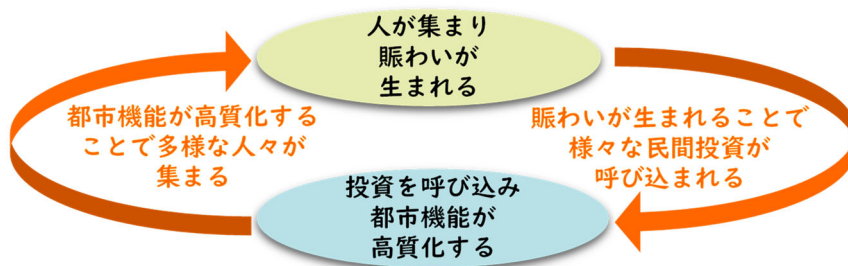 人が集まり
賑わいが
生まれる
都市機能が高質化する
ことで多様な人々が
集まる
賑わいが生まれることで
様々な民間投資が
呼び込まれる
投資を呼び込み
都市機能が
高質化する